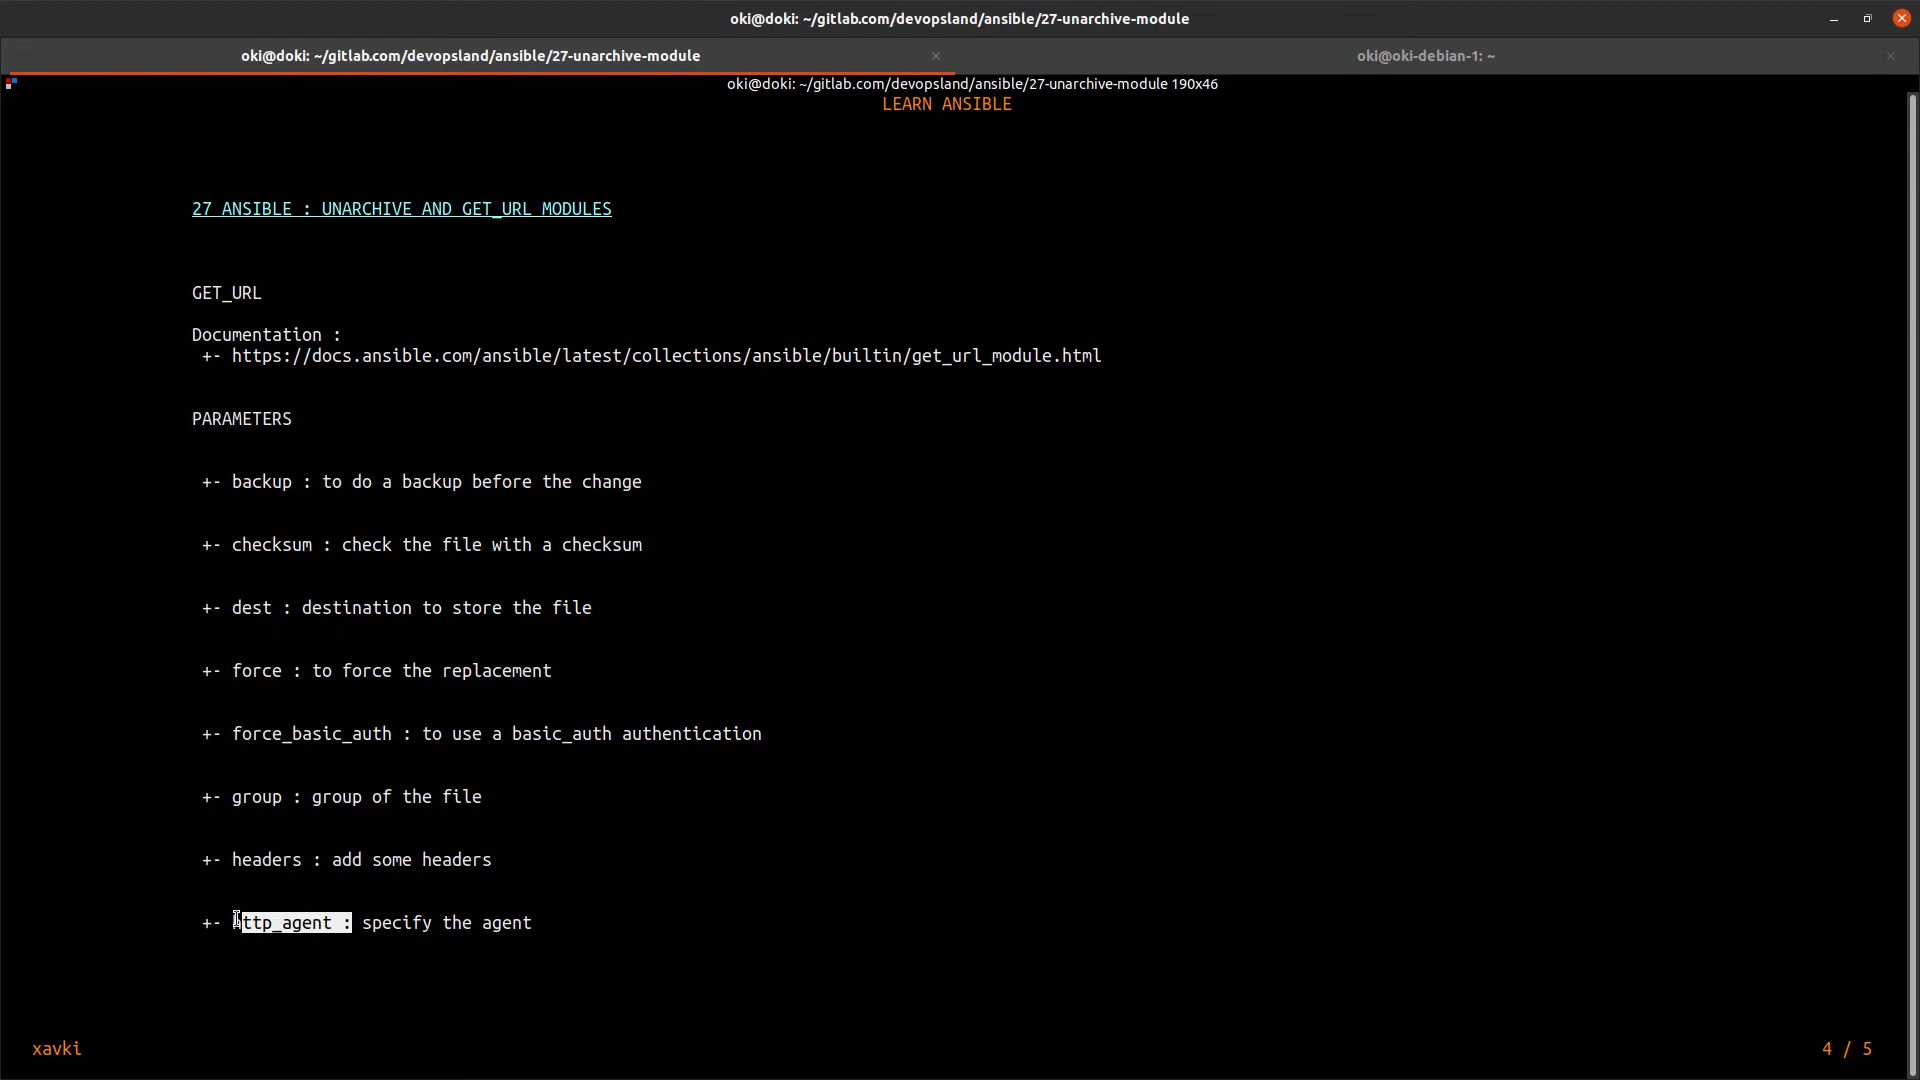 oki@doki: ~/gitlab.com/devopsland/ansible/27-unarchive-module
oki@doki: ~/gitlab.com/devopsland/ansible/27-unarchive-module
oki@oki-debian-1: ~
oki@doki: ~/gitlab.com/devopsland/ansible/27-unarchive-module 190x46
LEARN ANSIBLE
27 ANSIBLE : UNARCHIVE AND GET_URL MODULES
GET_URL
Documentation :
+- https://docs.ansible.com/ansible/latest/collections/ansible/builtin/get_url_module.html
PARAMETERS
+- backup : to do a backup before the change
+- checksum : check the file with a checksum
+- dest : destination to store the file
+- force : to force the replacement
+- force_basic_auth : to use a basic_auth authentication
+- group : group of the file
+- headers : add some headers
+- http_agent : specify the agent
xavki
4 / 5